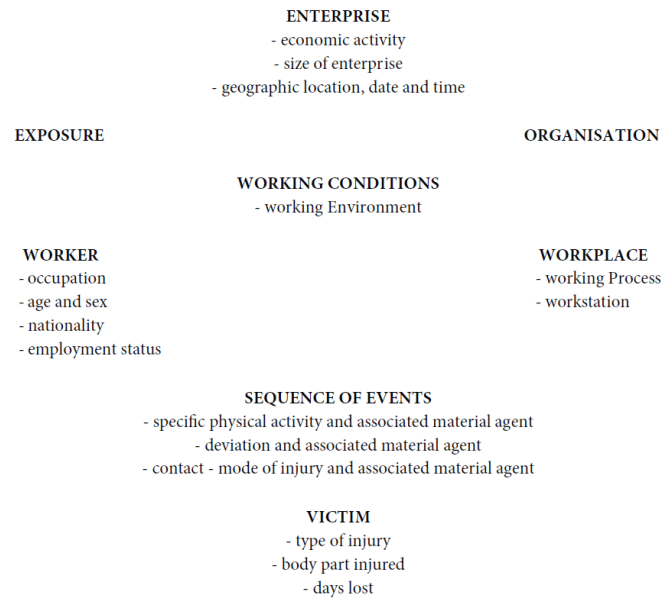 ENTERPRISE
- economic activity
- size of enterprise
- geographic location, date and time
EXPOSURE
ORGANISATION
WORKING CONDITIONS
- working Environment
WORKER
- occupation
- age and sex
- nationality
- employment status
WORKPLACE
- working Process
- workstation
SEQUENCE OF EVENTS
- specific physical activity and associated material agent
- deviation and associated material agent
- contact - mode of injury and associated material agent
VICTIM
- type of injury
- body part injured
- days lost